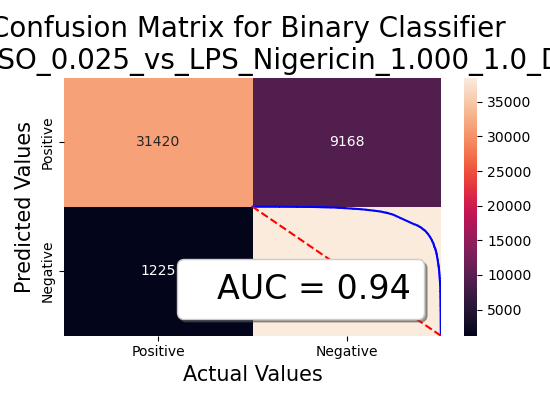 Confusion Matrix for Binary Classifier
SO_0.025_vs_LPS_Nigericin_1.000_1.0_D
Predicted Values
Positive
Negative
31420
9168
1225
AUC = 0.94
Positive
Negative
Actual Values
35000
30000
25000
20000
15000
10000
5000